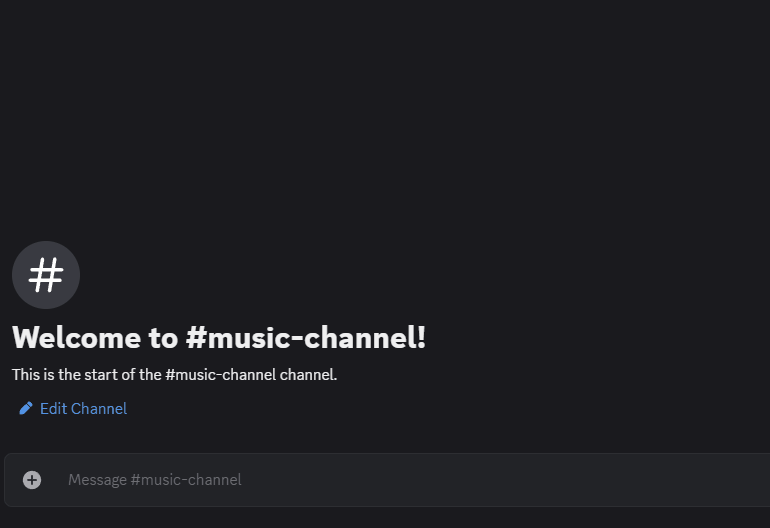 Welcome to #music-channel!
This is the start of the #music-channel channel.
Edit Channel
Message #music-channel